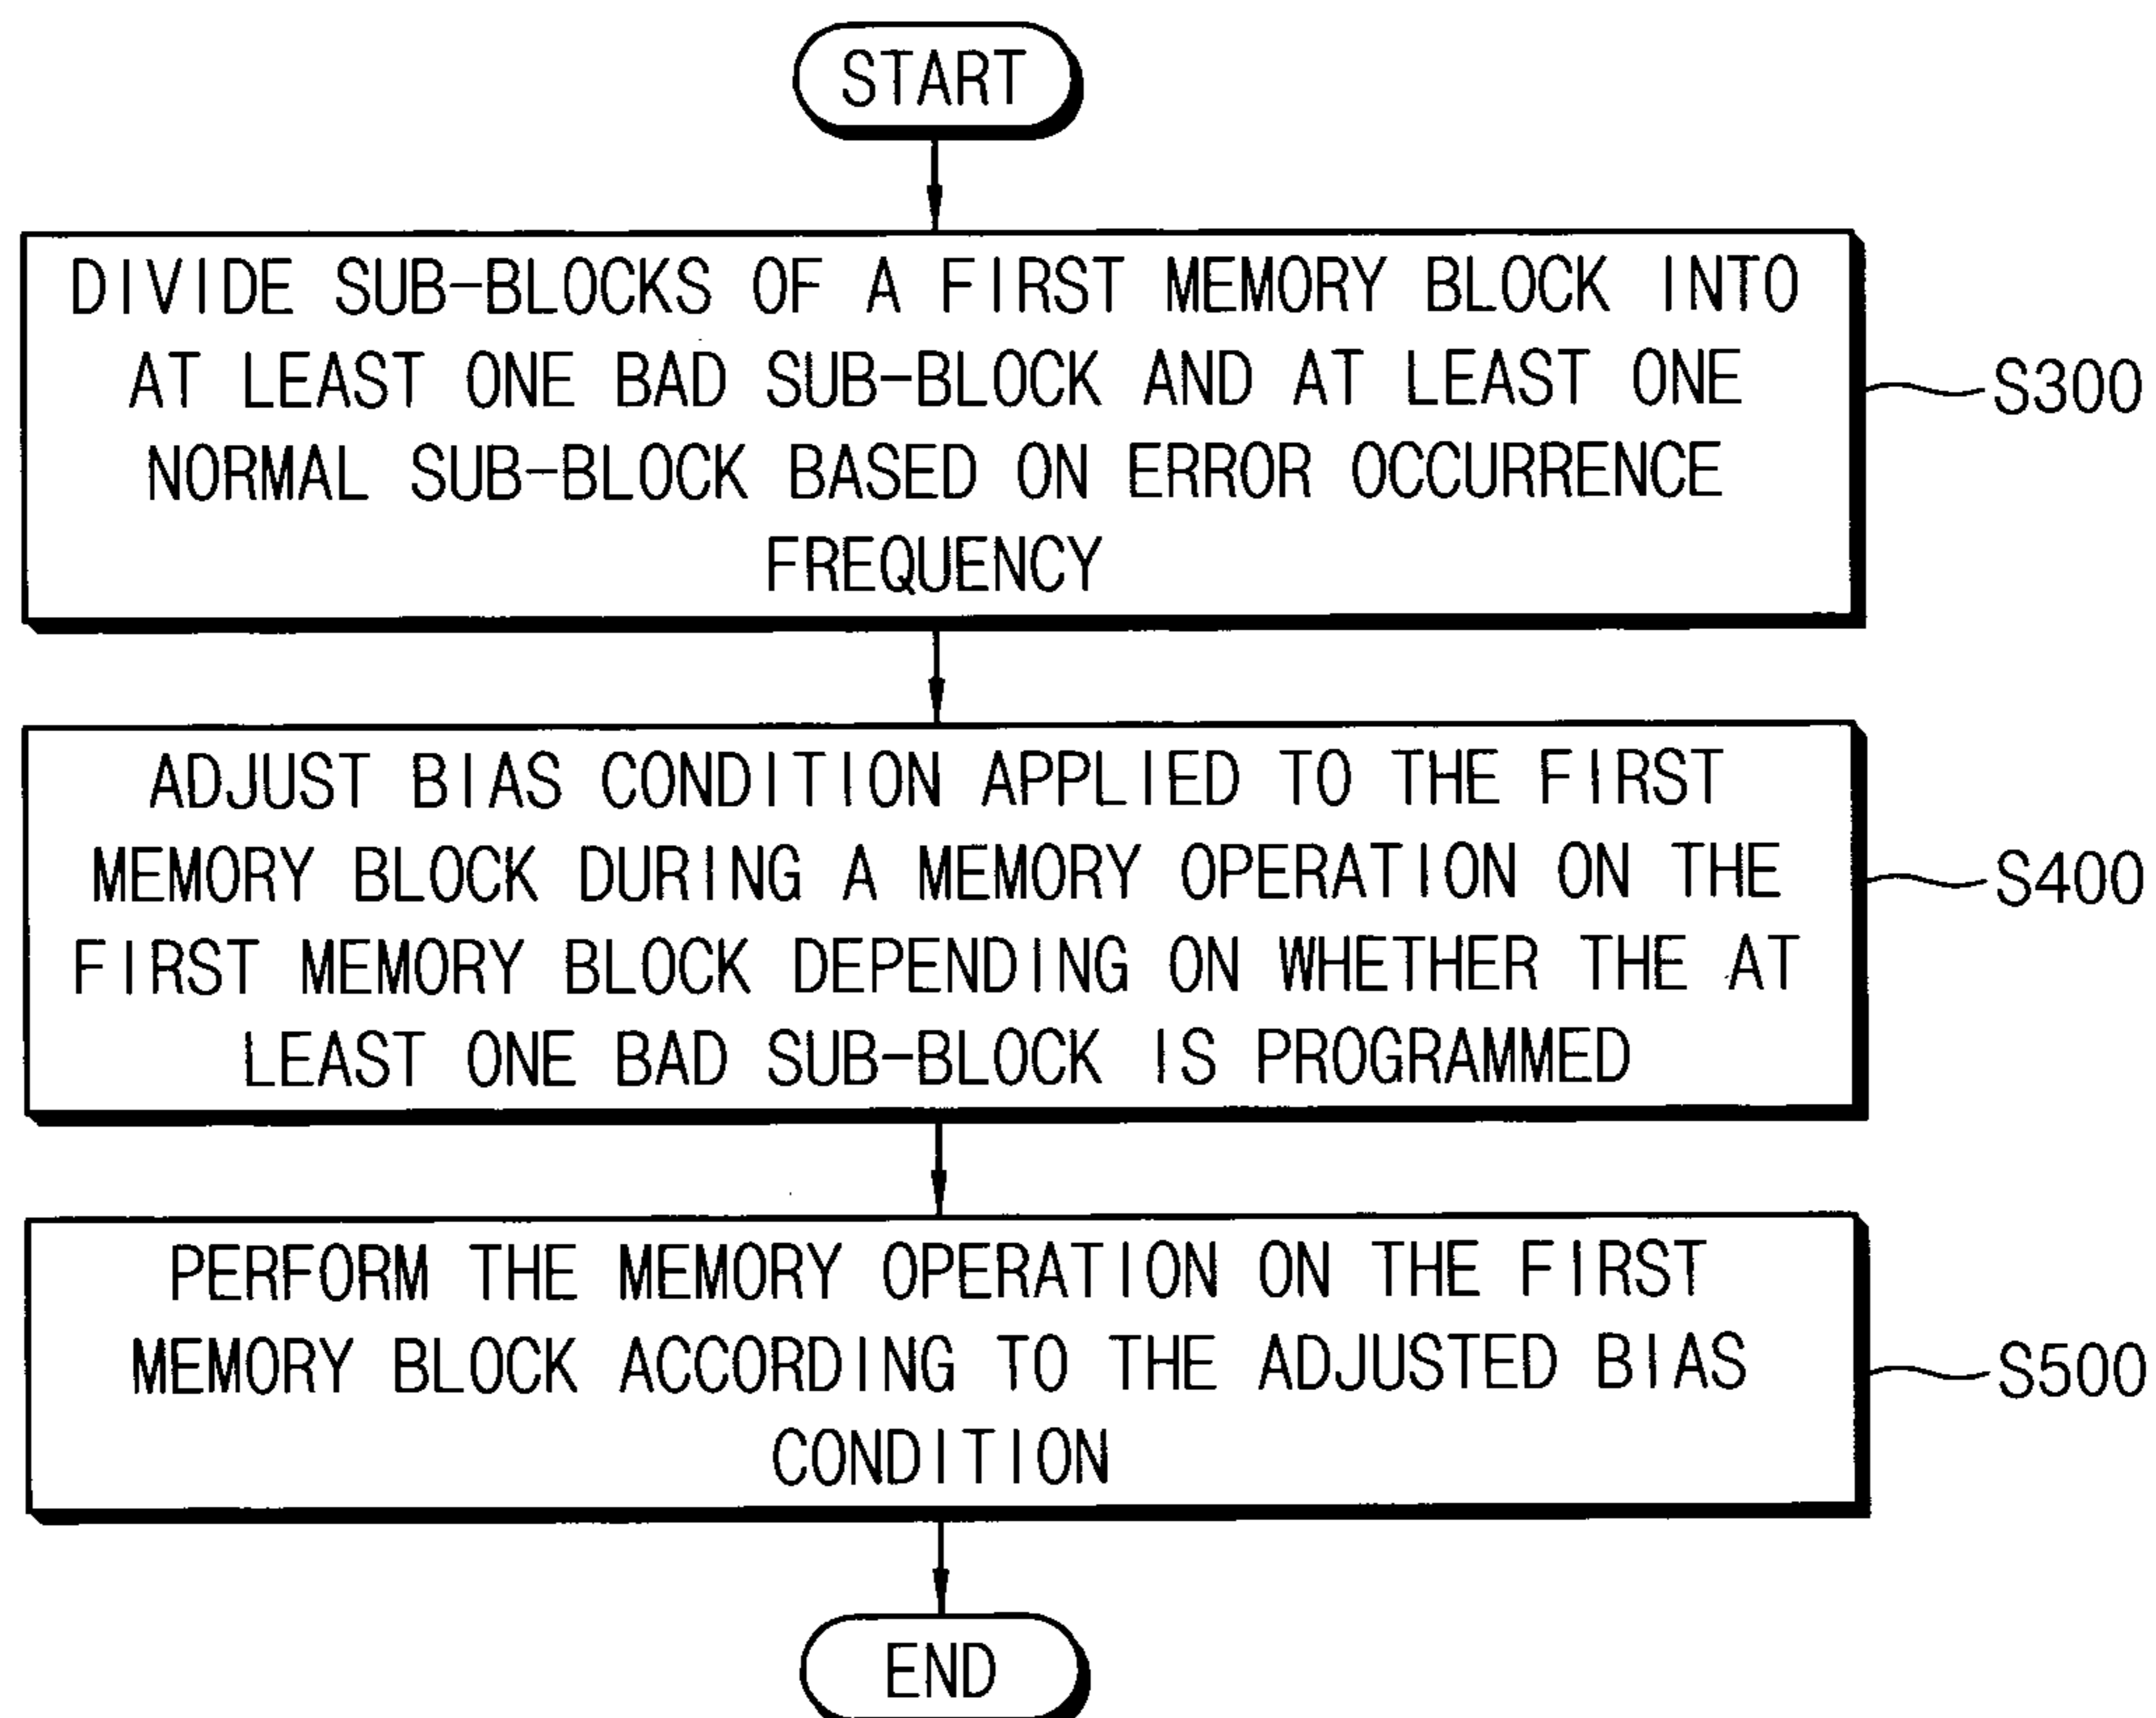 START
DIVIDE SUB-BLOCKS OF A FIRST MEMORY BLOCK INTO
AT LEAST ONE BAD SUB-BLOCK AND AT LEAST ONE
NORMAL SUB-BLOCK BASED ON ERROR OCCURRENCE
FREQUENCY
S300
ADJUST BIAS CONDITION APPLIED TO THE FIRST
MEMORY BLOCK DURING A MEMORY OPERATION ON THE
FIRST MEMORY BLOCK DEPENDING ON WHETHER THE AT
LEAST ONE BAD SUB-BLOCK IS PROGRAMMED
S400
PERFORM THE MEMORY OPERATION ON THE FIRST
MEMORY BLOCK ACCORDING TO THE ADJUSTED BIAS
CONDITION
S500
END